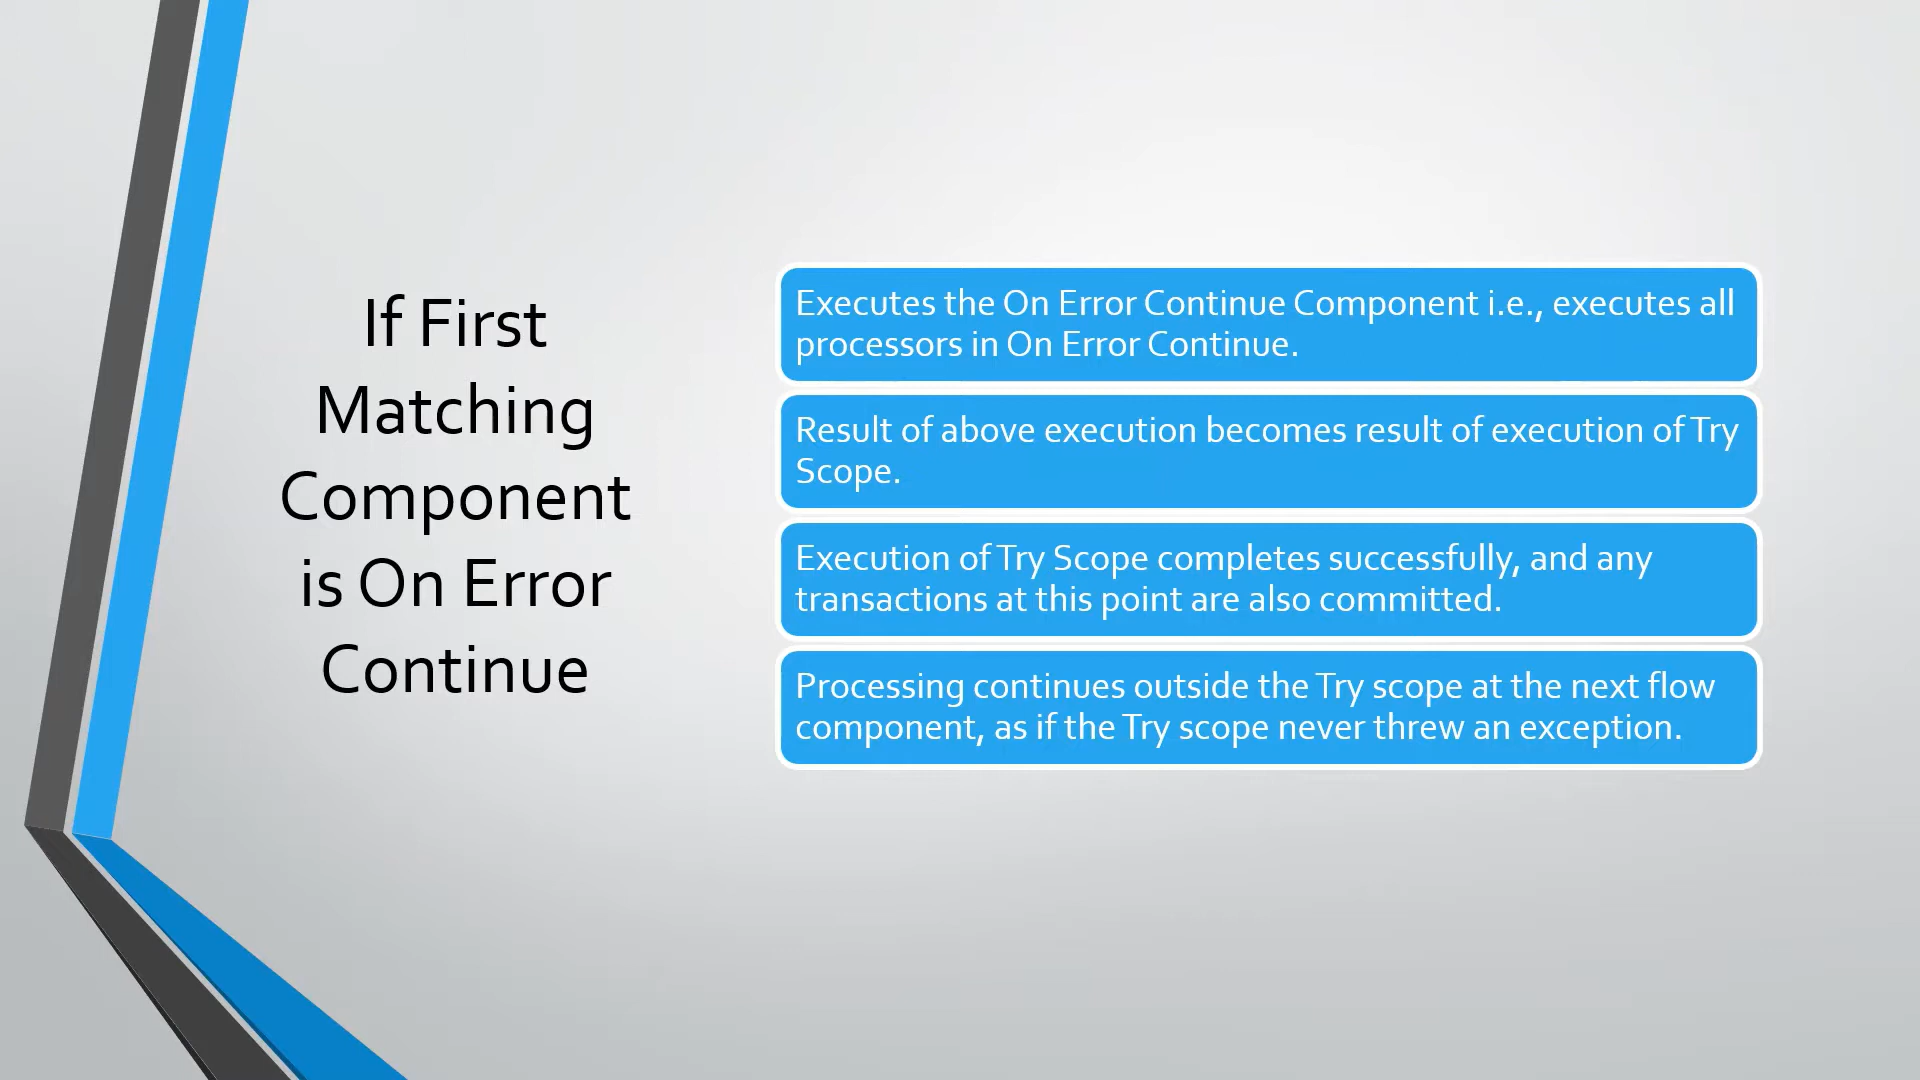 If First
Matching
Component
is On Error
Continue
Executes the On Error Continue Component i.e., executes all
processors in On Error Continue.
Result of above execution becomes result of execution of Try
Scope.
Execution of Try Scope completes successfully, and any
transactions at this point are also committed.
Processing continues outside the Try scope at the next flow
component, as if the Try scope never threw an exception.